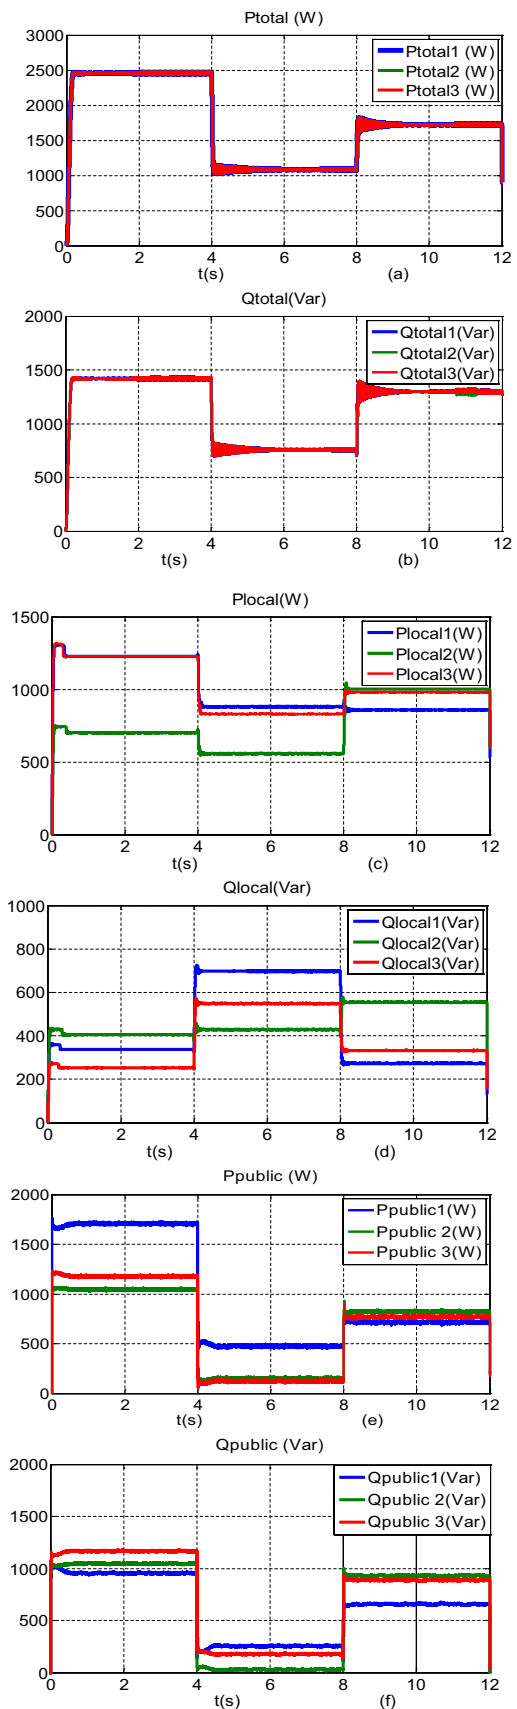 Ptotal (W)
3000
2500
2000
1500
1000
500
0
Ptotal1 (W)
Ptotal2 (W)
Ptotal3 (W)
0 2 4 6 8 10 12
t(s) (a)
Qtotal(Var)
2000
1500
1000
500
0
Qtotal1(Var)
Qtotal2(Var)
Qtotal3(Var)
0 2 4 6 8 10 12
t(s) (b)
Plocal(W)
1500
1000
500
0
Plocal1(W)
Plocal2(W)
Plocal3(W)
0 2 4 6 8 10 12
t(s) (c)
Qlocal(Var)
1000
800
600
400
200
0
Qlocal1(Var)
Qlocal2(Var)
Qlocal3(Var)
0 2 4 6 8 10 12
t(s) (d)
Ppublic (W)
2000
1500
1000
500
0
Ppublic1(W)
Ppublic 2(W)
Ppublic 3(W)
0 2 4 6 8 10 12
t(s) (e)
Qpublic (Var)
2000
1500
1000
500
0
Qpublic1(Var)
Qpublic 2(Var)
Qpublic 3(Var)
0 2 4 6 8 10 12
t(s) (f)